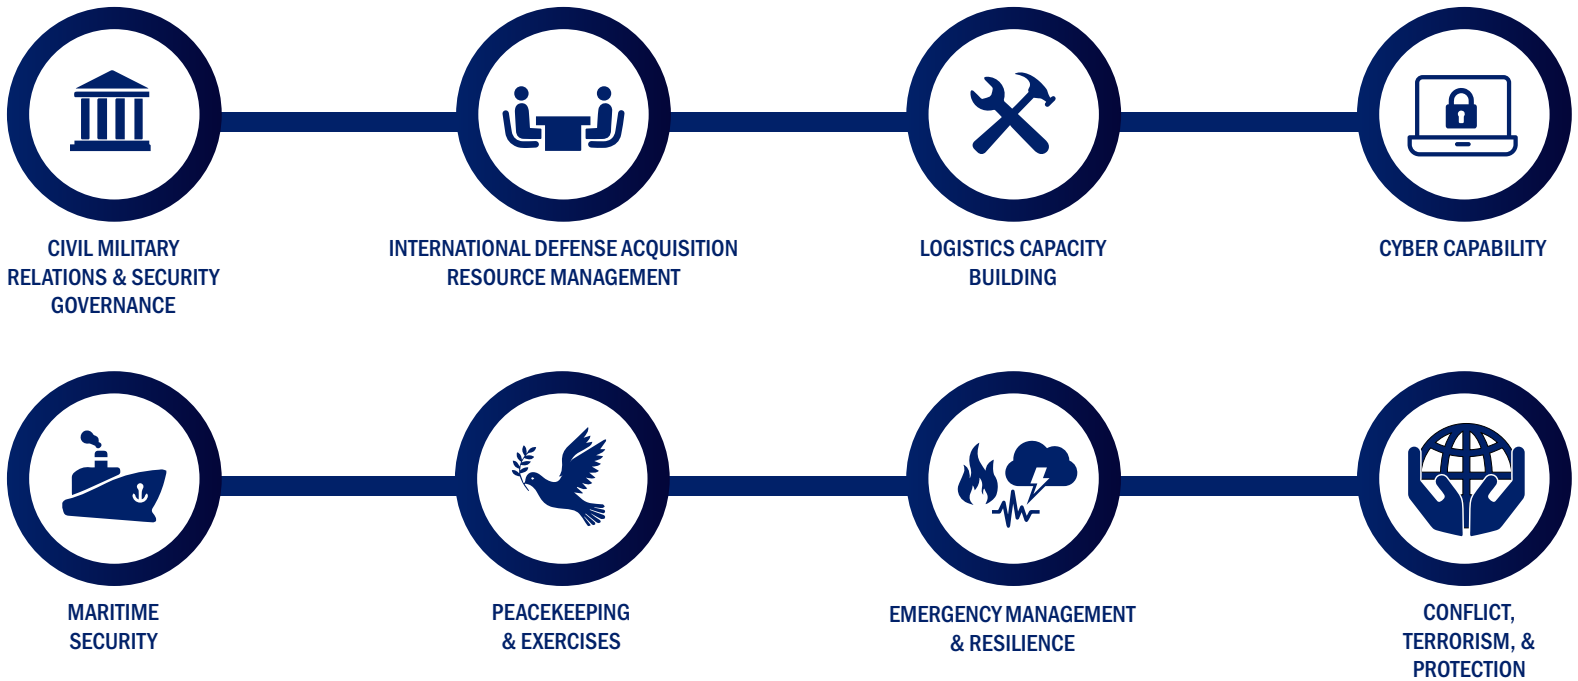 CIVIL MILITARY
RELATIONS & SECURITY
GOVERNANCE
INTERNATIONAL DEFENSE ACQUISITION
RESOURCE MANAGEMENT
LOGISTICS CAPACITY
BUILDING
CYBER CAPABILITY
MARITIME
SECURITY
PEACEKEEPING
& EXERCISES
EMERGENCY MANAGEMENT
& RESILIENCE
CONFLICT,
TERRORISM, &
PROTECTION